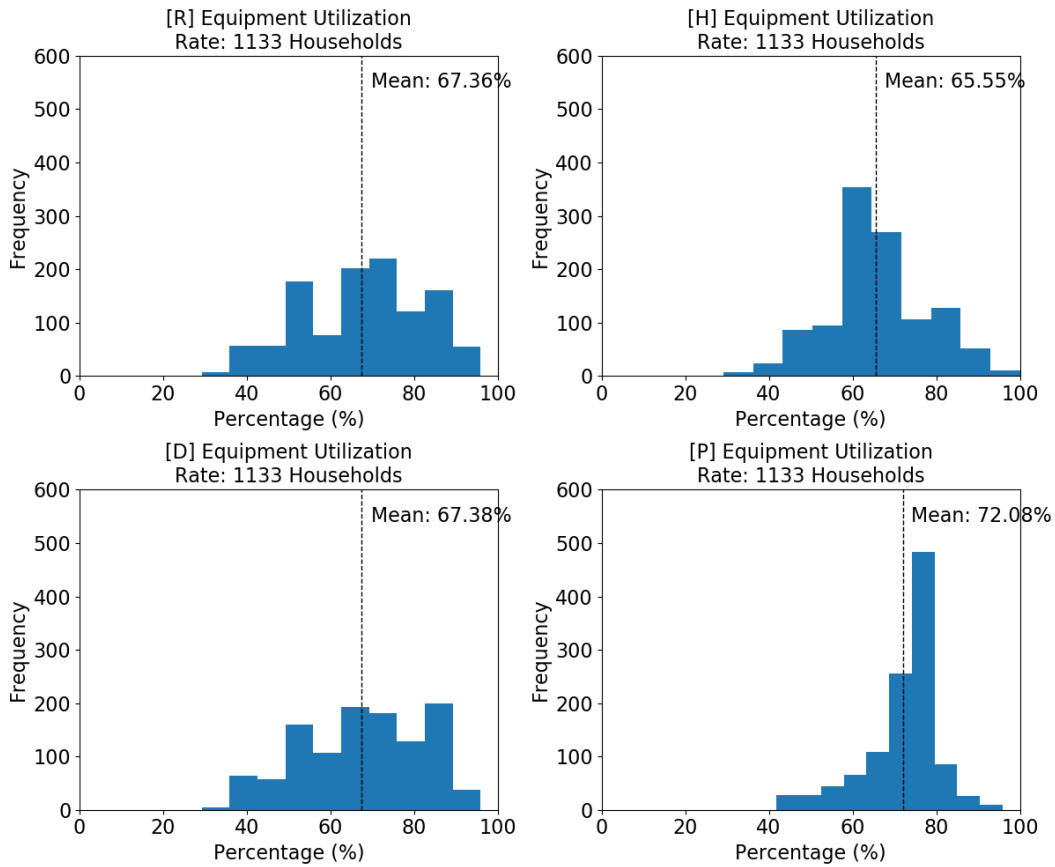 [R] Equipment Utilization
Rate: 1133 Households
600
500
400
300
200
100
0
Frequency
Mean: 67.36%
0 20 40 60 80 100
Percentage (%)
[H] Equipment Utilization
Rate: 1133 Households
600
500
400
300
200
100
0
Frequency
Mean: 65.55%
0 20 40 60 80 100
Percentage (%)
[D] Equipment Utilization
Rate: 1133 Households
600
500
400
300
200
100
0
Frequency
Mean: 67.38%
0 20 40 60 80 100
Percentage (%)
[P] Equipment Utilization
Rate: 1133 Households
600
500
400
300
200
100
0
Frequency
Mean: 72.08%
0 20 40 60 80 100
Percentage (%)